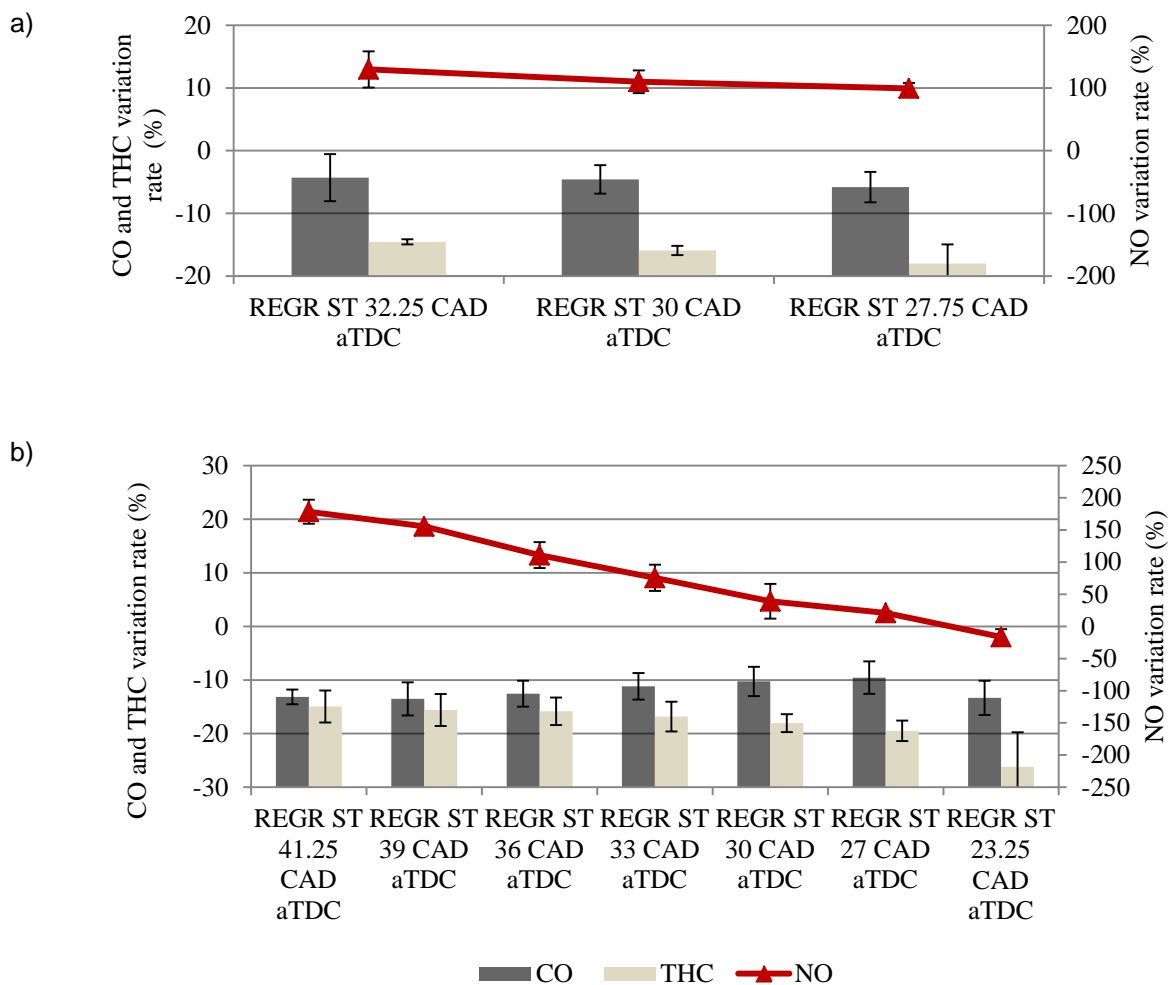 a)
CO and THC variation
rate (%)
20
10
0
-10
-20
200
100
0
-100
-200
NO variation rate (%)
REGR ST 32.25 CAD
aTDC
REGR ST 30 CAD
aTDC
REGR ST 27.75 CAD
aTDC
b)
CO and THC variation rate (%)
30
20
10
0
-10
-20
-30
250
200
150
100
50
0
-50
-100
-150
-200
-250
NO variation rate (%)
REGR ST
41.25
CAD
aTDC
REGR ST
39 CAD
aTDC
REGR ST
36 CAD
aTDC
REGR ST
33 CAD
aTDC
REGR ST
30 CAD
aTDC
REGR ST
27 CAD
aTDC
REGR ST
23.25
CAD
aTDC
CO
THC
NO